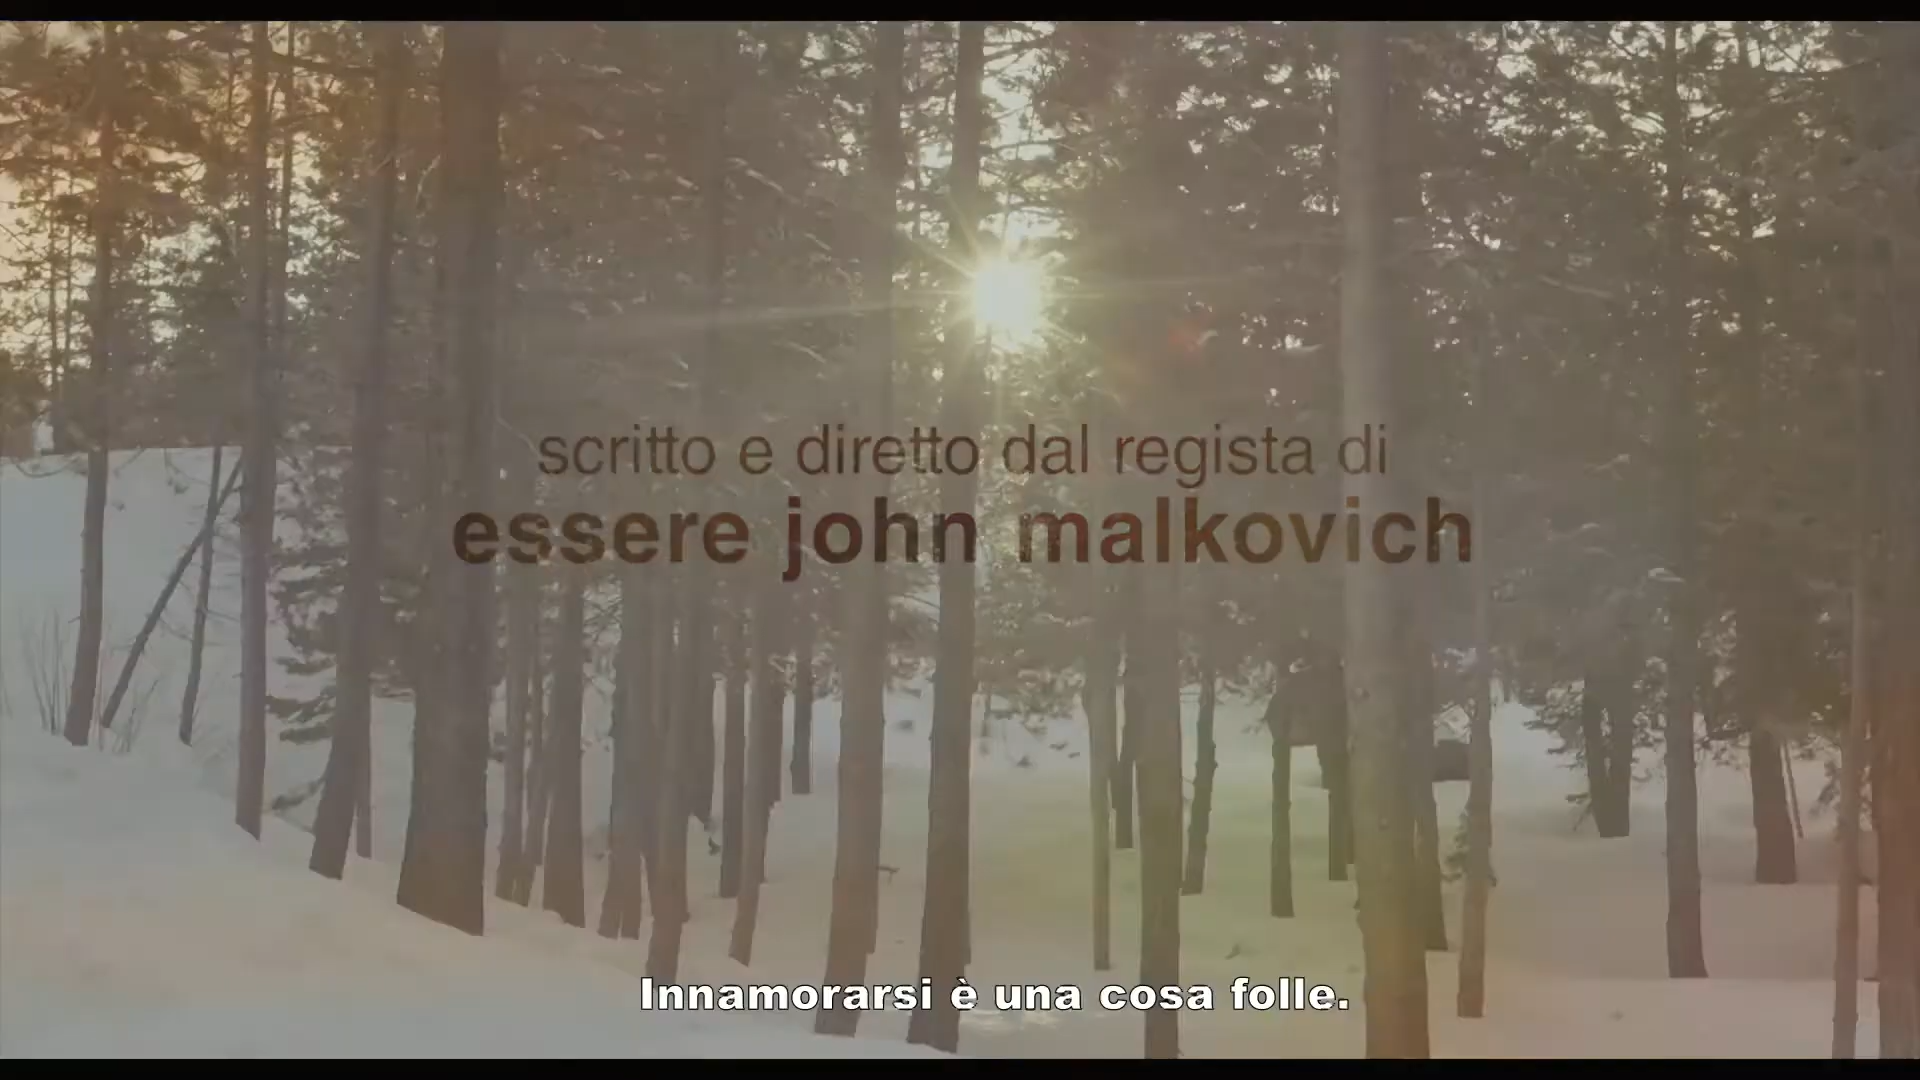 scritto e diretto dal regista di
essere john malkovich
Innamorarsi è una cosa folle.